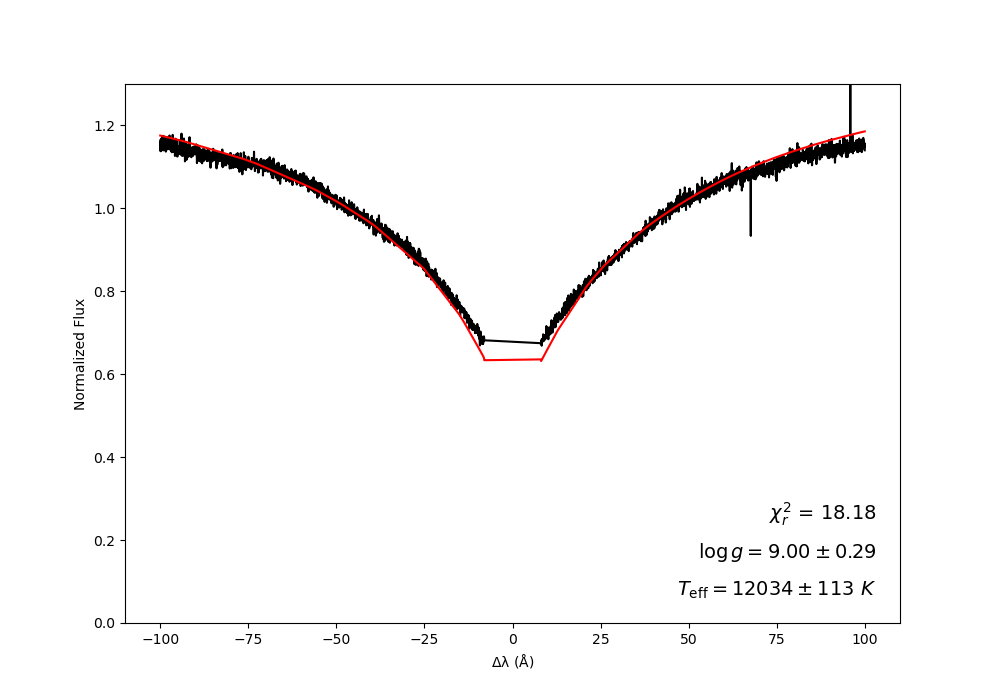 1.2
1.0
0.8
0.6
0.4
0.2
0.0
Normalized Flux
χ²ᵣ = 18.18
log g = 9.00 ± 0.29
T_eff = 12034 ± 113 K
−100 −75 −50 −25 0 25 50 75 100
Δλ (Å)